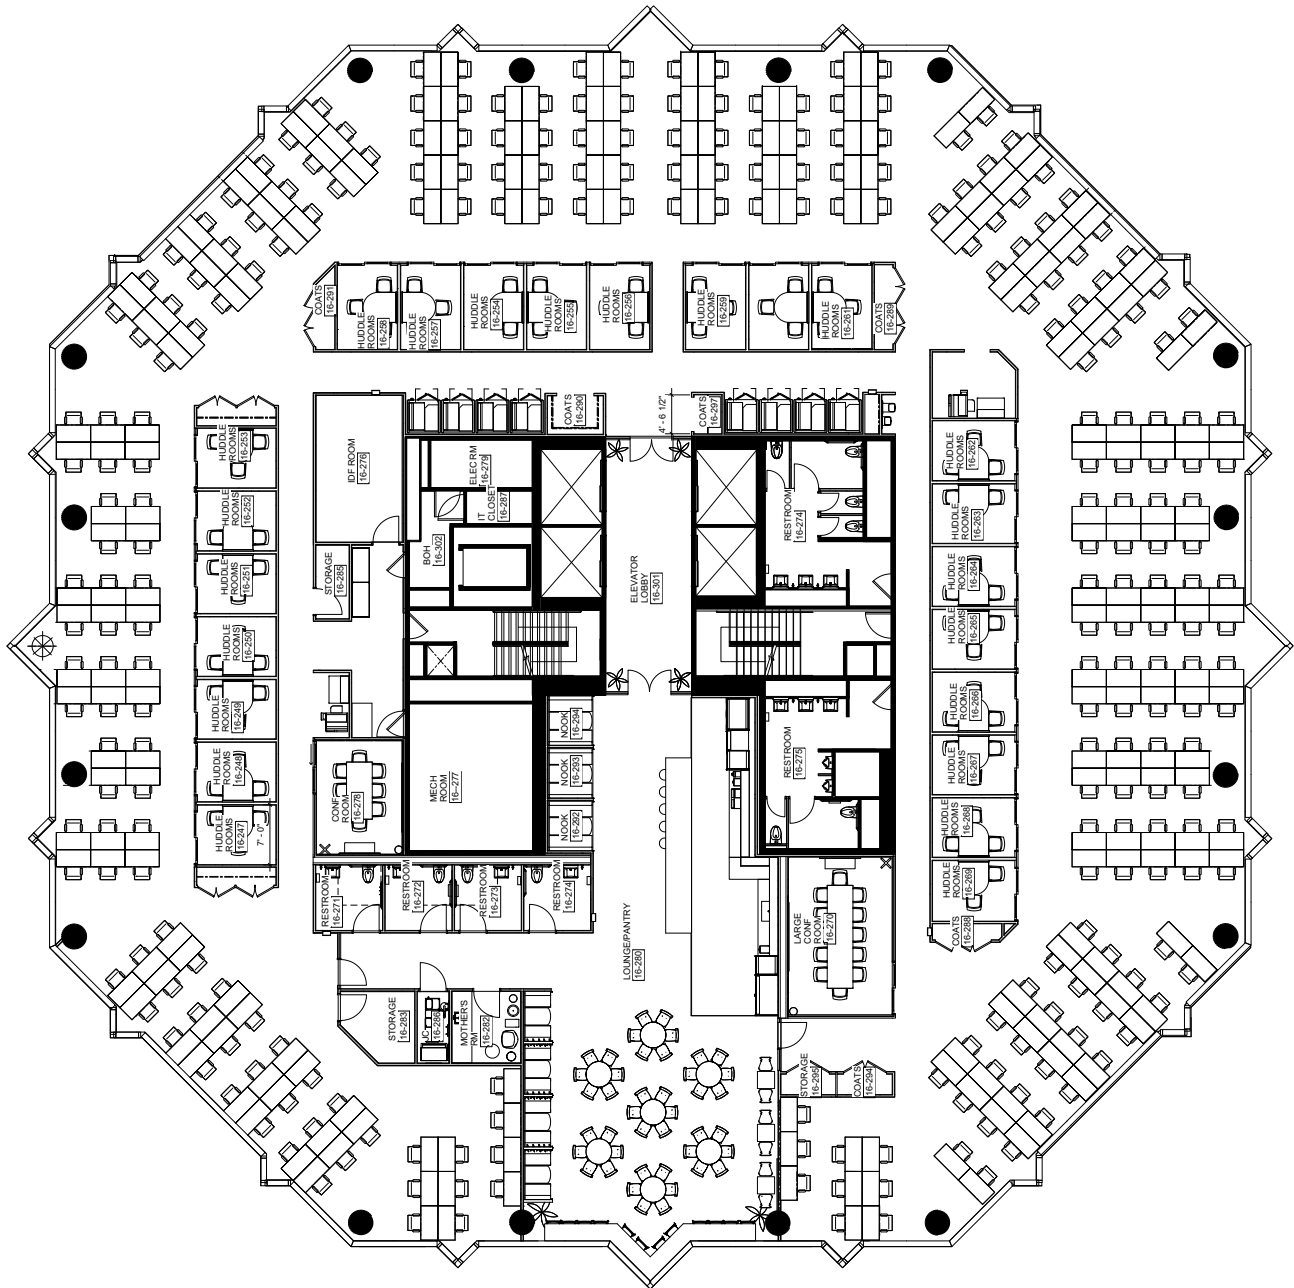 COATS
16-291
HUDDLE
ROOMS
16-258
HUDDLE
ROOMS
16-257
HUDDLE
ROOMS
16-254
HUDDLE
ROOMS
16-255
HUDDLE
ROOMS
16-256
HUDDLE
ROOMS
16-259
HUDDLE
ROOMS
16-261
COATS
16-289
HUDDLE
ROOMS
16-253
HUDDLE
ROOMS
16-252
HUDDLE
ROOMS
16-251
HUDDLE
ROOMS
16-250
HUDDLE
ROOMS
16-249
HUDDLE
ROOMS
16-248
HUDDLE
ROOMS
16-247
7' - 0"
IDF ROOM
16-276
STORAGE
16-285
COATS
16-290
4' - 6 1/2"
COATS
16-297
ELEC RM
16-279
IT
CLOSET
16-287
BOH
16-302
ELEVATOR
LOBBY
16-301
RESTROOM
16-274
HUDDLE
ROOMS
16-262
HUDDLE
ROOMS
16-263
HUDDLE
ROOMS
16-264
HUDDLE
ROOMS
16-265
HUDDLE
ROOMS
16-266
HUDDLE
ROOMS
16-267
HUDDLE
ROOMS
16-268
HUDDLE
ROOMS
16-269
COATS
16-288
CONF
ROOM
16-278
MECH
ROOM
16--277
NOOK
16-294
NOOK
16-293
NOOK
16-292
RESTROOM
16-275
RESTROOM
16-271
RESTROOM
16-272
RESTROOM
16-273
RESTROOM
16-274
LOUNGE/PANTRY
16-280
LARGE
CONF
ROOM
16-270
STORAGE
16-283
JC
16-286
MOTHER'S
RM
16-282
STORAGE
16-295
COATS
16-294